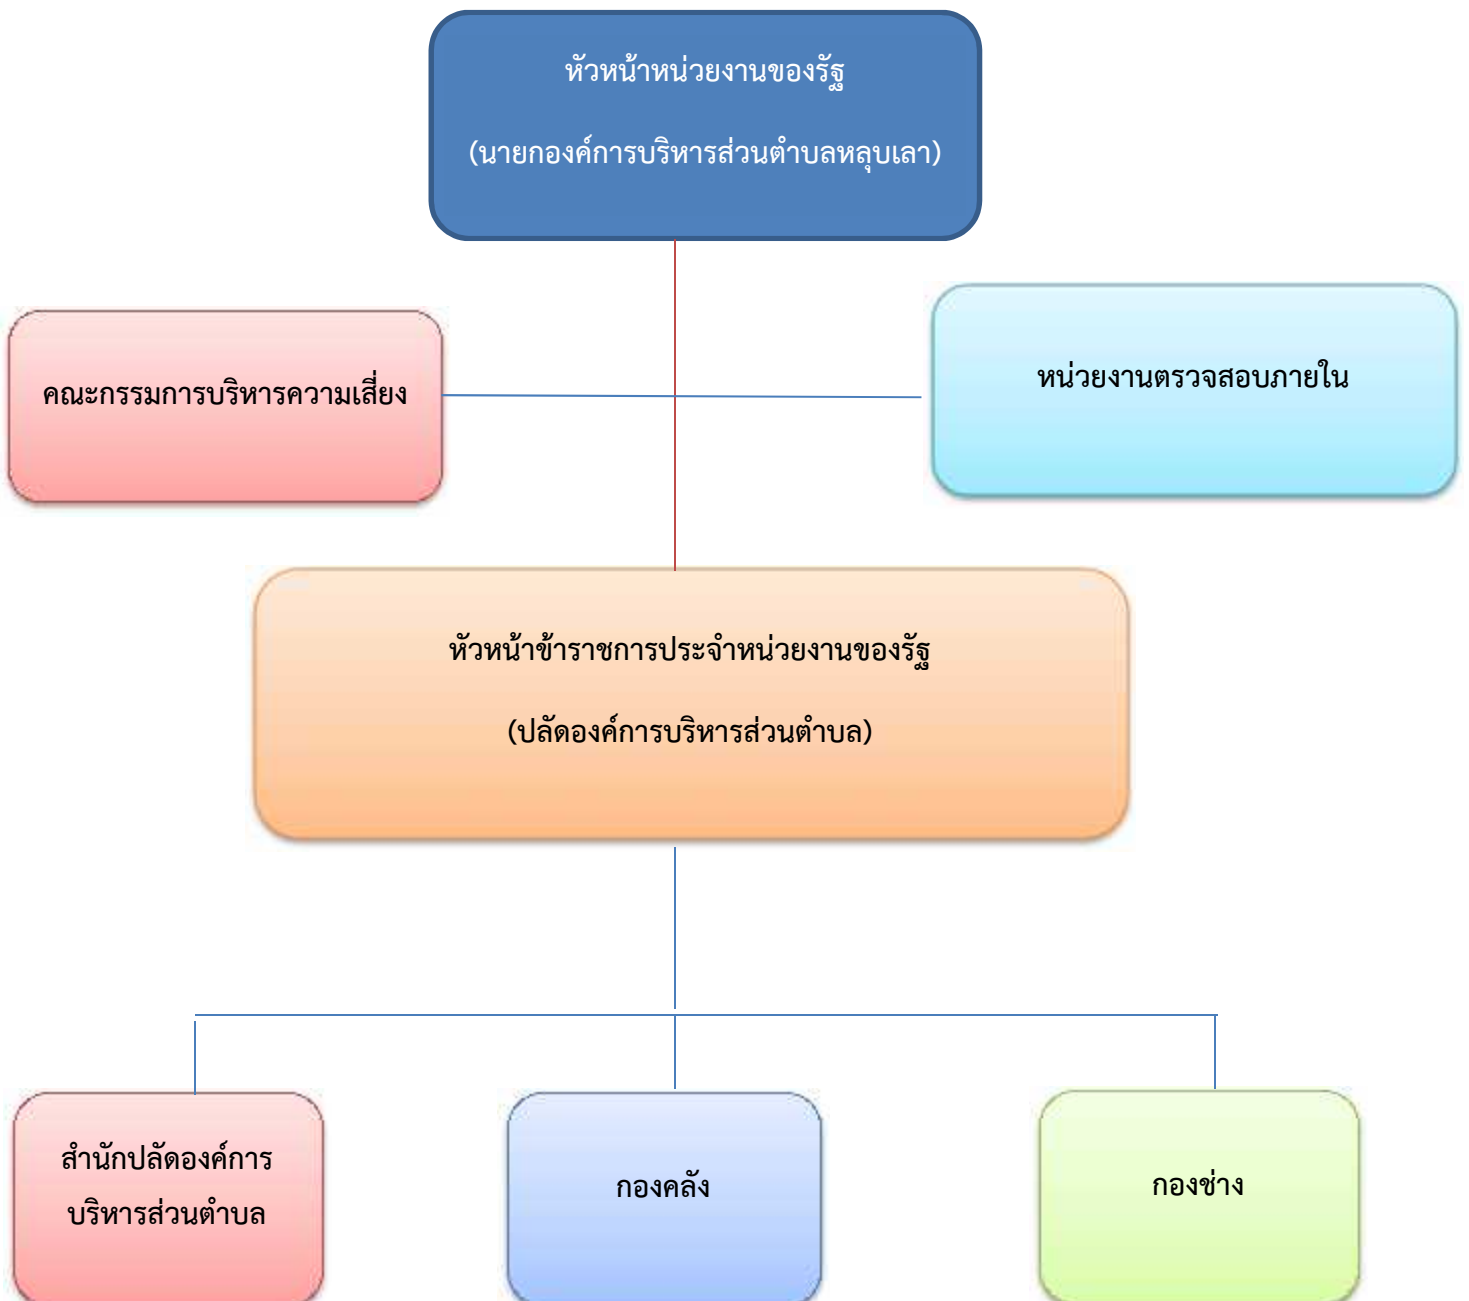 หัวหน้าหน่วยงานของรัฐ
(นายกองค์การบริหารส่วนตำบลหลุบเลา)
คณะกรรมการบริหารความเสี่ยง
หน่วยงานตรวจสอบภายใน
หัวหน้าข้าราชการประจำหน่วยงานของรัฐ
(ปลัดองค์การบริหารส่วนตำบล)
สำนักปลัดองค์การ
บริหารส่วนตำบล
กองคลัง
กองช่าง